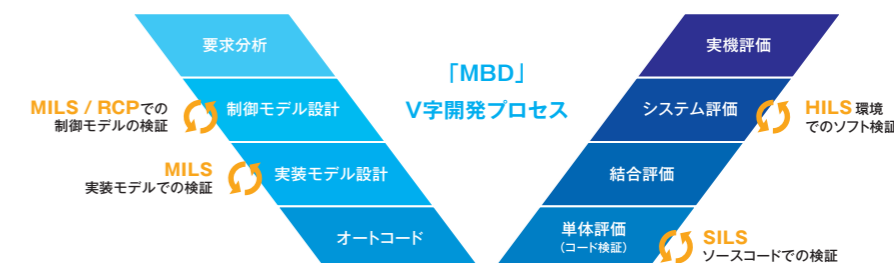 要求分析
「MBD」
V字開発プロセス
実機評価
MILS / RCPでの
制御モデルの検証
制御モデル設計
システム評価
HILS環境
でのソフト検証
MILS
実装モデルでの検証
実装モデル設計
結合評価
オートコード
単体評価
(コード検証)
SILS
ソースコードでの検証